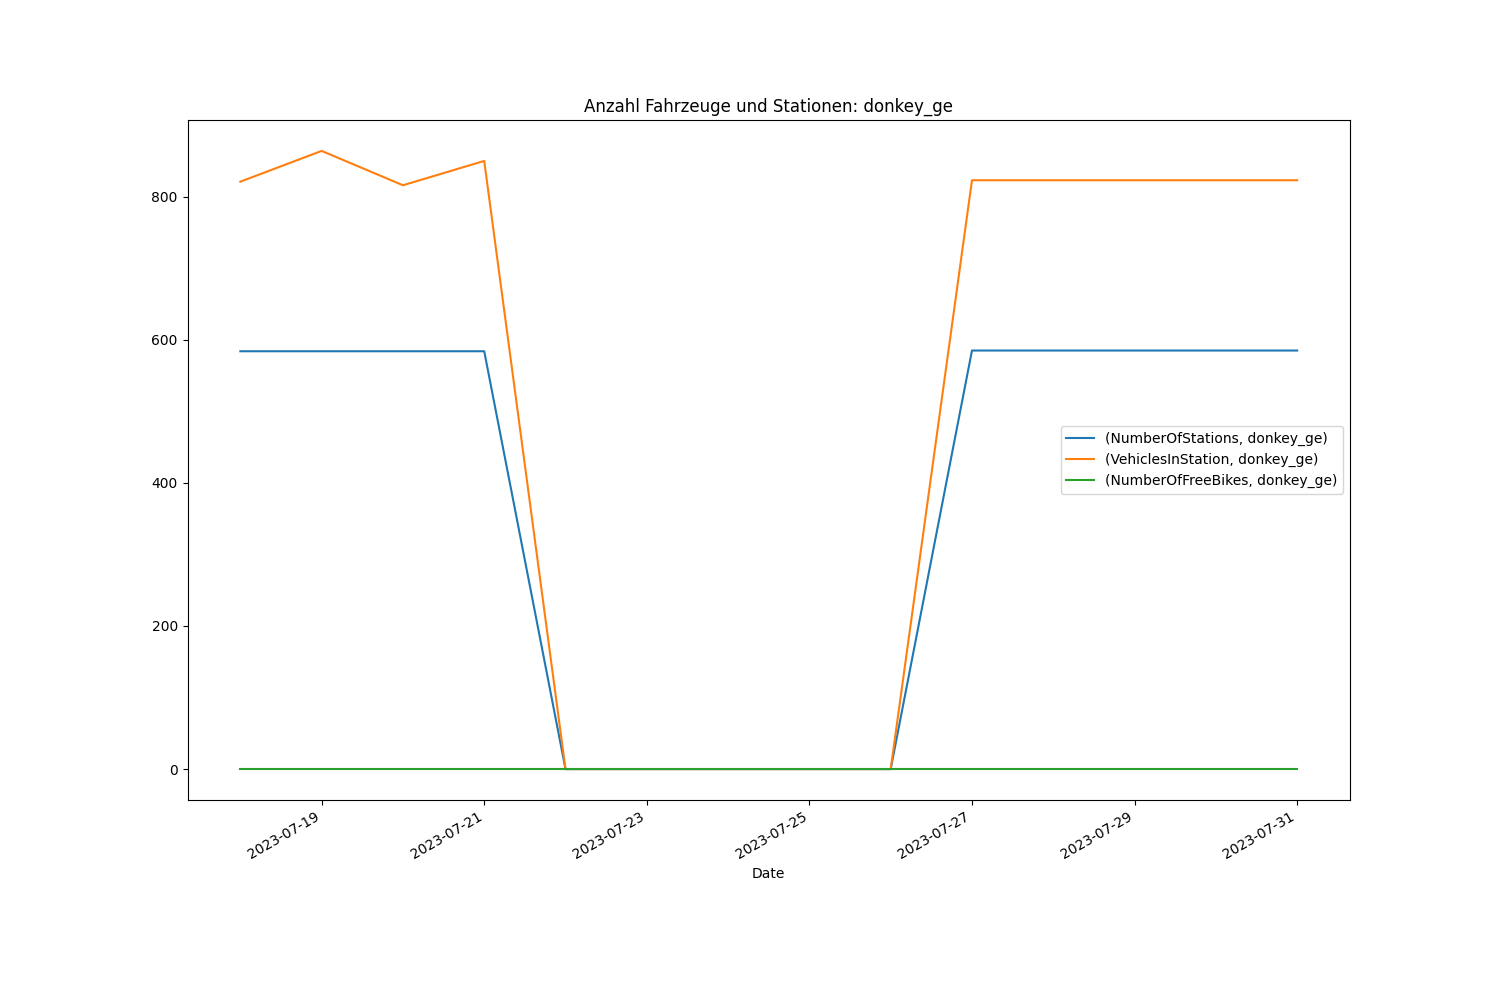 Anzahl Fahrzeuge und Stationen: donkey_ge
800
600
400
200
0
(NumberOfStations, donkey_ge)
(VehiclesInStation, donkey_ge)
(NumberOfFreeBikes, donkey_ge)
2023-07-19
2023-07-21
2023-07-23
2023-07-25
2023-07-27
2023-07-29
2023-07-31
Date